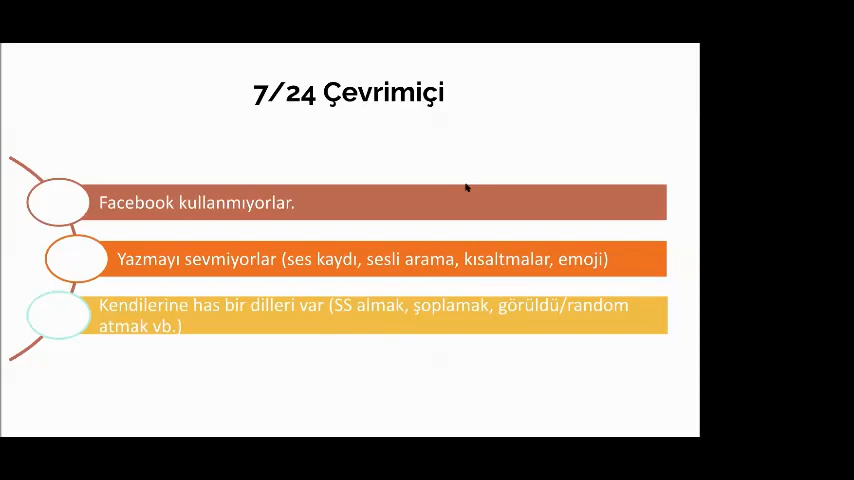 7/24 Çevrimiçi
Facebook kullanmıyorlar.
Yazmayı sevmiyorlar (ses kaydı, sesli arama, kısaltmalar, emoji)
Kendilerine has bir dilleri var (SS almak, şoplamak, görüldü/random
atmak vb.)